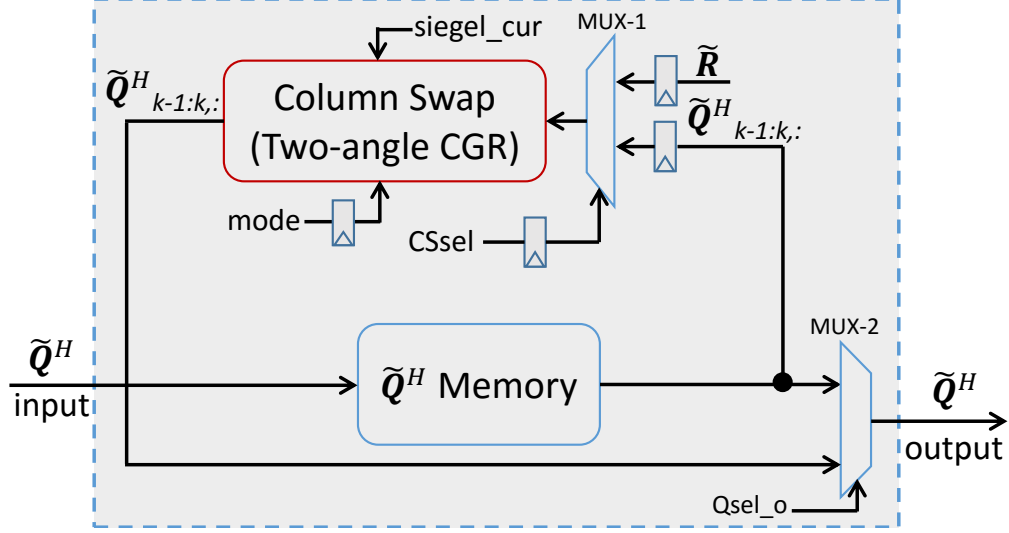 siegel_cur
MUX-1
R̃
Q̃ᴴ k-1:k,:
Column Swap
(Two-angle CGR)
Q̃ᴴ k-1:k,:
mode
CSsel
MUX-2
Q̃ᴴ
input
Q̃ᴴ Memory
Q̃ᴴ
output
Qsel_o